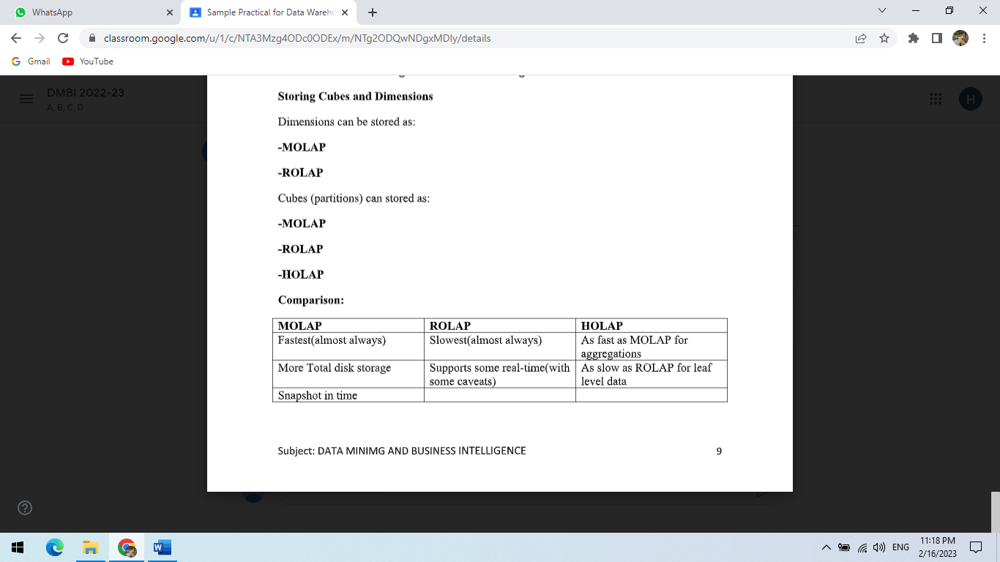 WhatsApp
Sample Practical for Data Wareh
classroom.google.com/u/1/c/NTA3Mzg4ODc0ODEx/m/NTg2ODQwNDgxMDIy/details
Gmail
YouTube
DMBI 2022-23
A, B, C, D
H
Storing Cubes and Dimensions
Dimensions can be stored as:
-MOLAP
-ROLAP
Cubes (partitions) can stored as:
-MOLAP
-ROLAP
-HOLAP
Comparison:
MOLAP ROLAP HOLAP
Fastest(almost always) Slowest(almost always) As fast as MOLAP for
aggregations
More Total disk storage Supports some real-time(with As slow as ROLAP for leaf
some caveats) level data
Snapshot in time
Subject: DATA MINIMG AND BUSINESS INTELLIGENCE 9
ENG
11:18 PM
2/16/2023